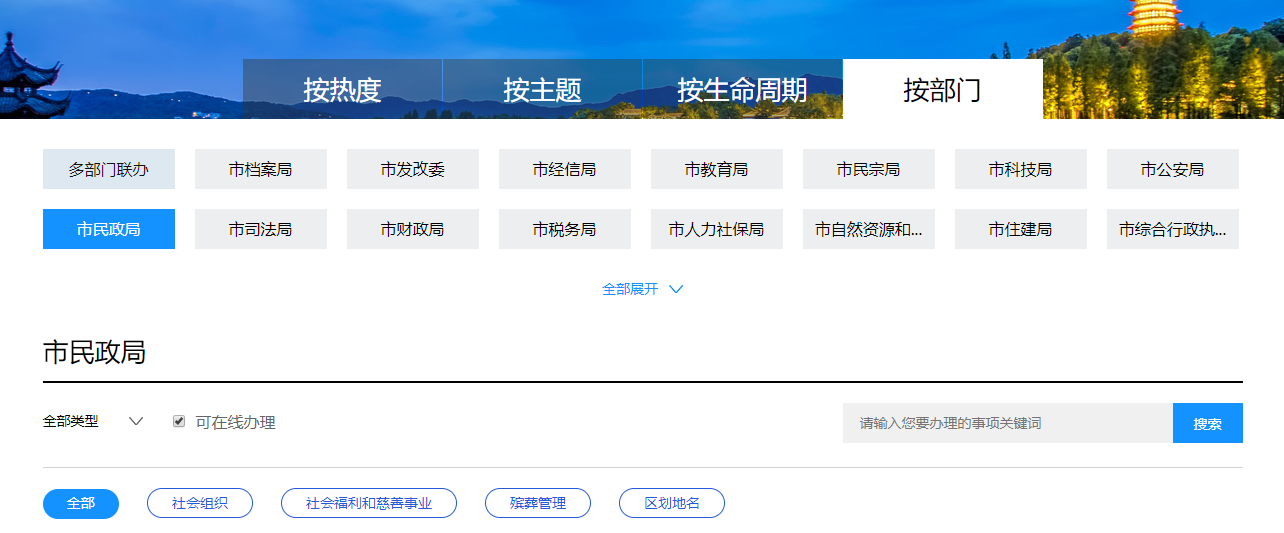 按热度 按主题 按生命周期 按部门
多部门联办 市档案局 市发改委 市经信局 市教育局 市民宗局 市科技局 市公安局
市民政局 市司法局 市财政局 市税务局 市人力社保局 市自然资源和... 市住建局 市综合行政执...
全部展开
市民政局
全部类型 可在线办理 请输入您要办理的事项关键词 搜索
全部 社会组织 社会福利和慈善事业 殡葬管理 区划地名